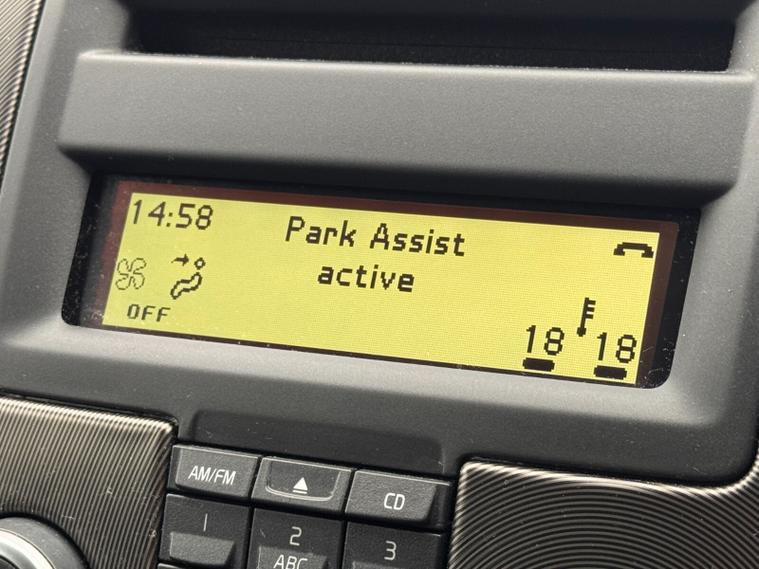 14:58
Park Assist
active
OFF
18 18
AM/FM
CD
1 2 3
ABC